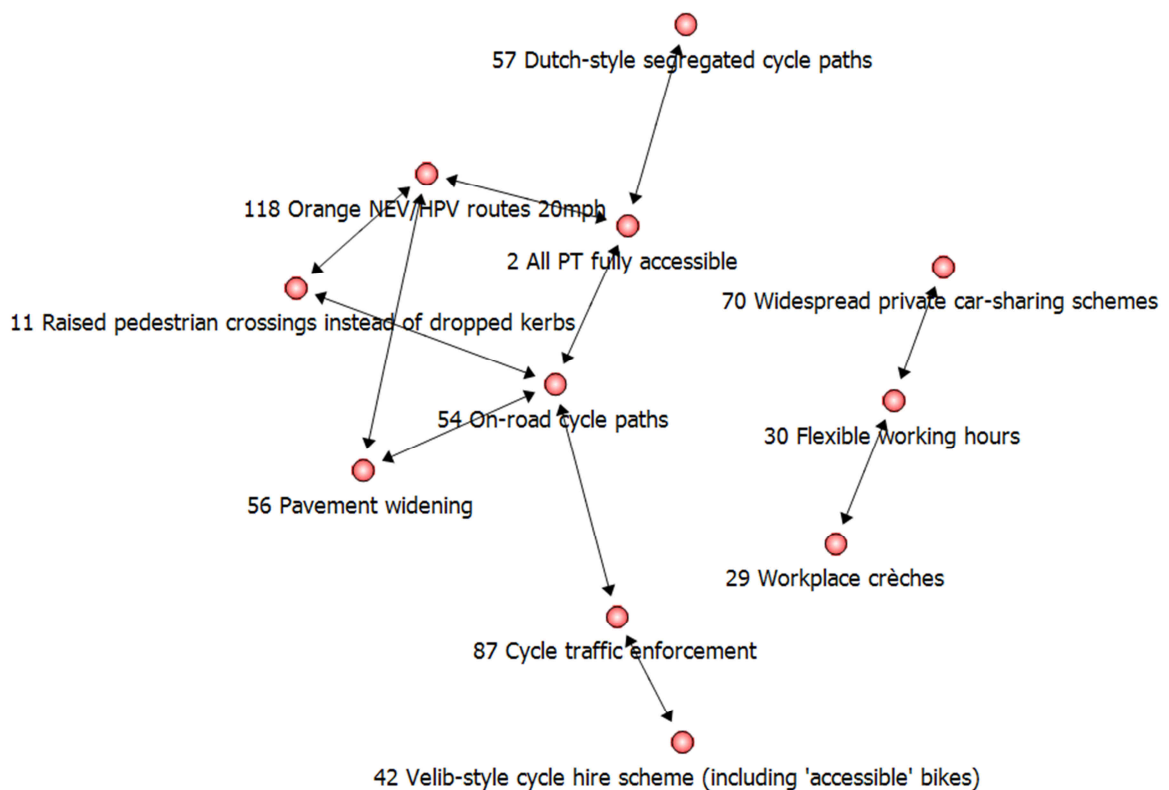 57 Dutch-style segregated cycle paths
118 Orange NEV/HPV routes 20mph
2 All PT fully accessible
70 Widespread private car-sharing schemes
11 Raised pedestrian crossings instead of dropped kerbs
54 On-road cycle paths
30 Flexible working hours
56 Pavement widening
29 Workplace crèches
87 Cycle traffic enforcement
42 Velib-style cycle hire scheme (including 'accessible' bikes)